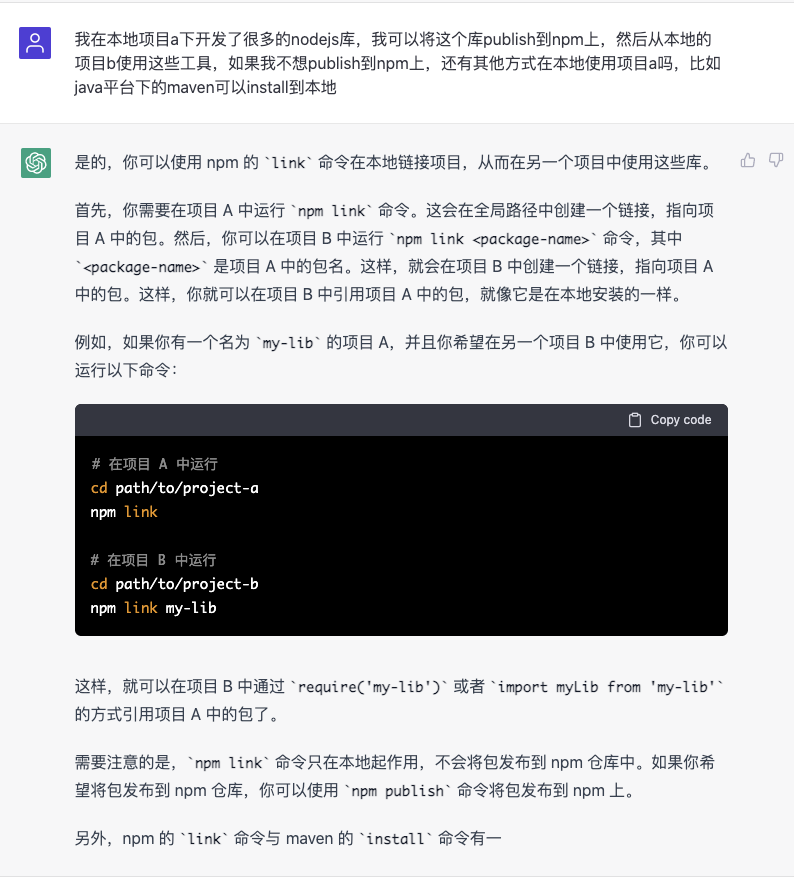 我在本地项目a下开发了很多的nodejs库，我可以将这个库publish到npm上，然后从本地的
项目b使用这些工具，如果我不想publish到npm上，还有其他方式在本地使用项目a吗，比如
java平台下的maven可以install到本地
是的，你可以使用 npm 的 `link` 命令在本地链接项目，从而在另一个项目中使用这些库。
首先，你需要在项目 A 中运行 `npm link` 命令。这会在全局路径中创建一个链接，指向项
目 A 中的包。然后，你可以在项目 B 中运行 `npm link <package-name>` 命令，其中
`<package-name>` 是项目 A 中的包名。这样，就会在项目 B 中创建一个链接，指向项目 A
中的包。这样，你就可以在项目 B 中引用项目 A 中的包，就像它是在本地安装的一样。
例如，如果你有一个名为 `my-lib` 的项目 A，并且你希望在另一个项目 B 中使用它，你可以
运行以下命令：
Copy code
# 在项目 A 中运行
cd path/to/project-a
npm link
# 在项目 B 中运行
cd path/to/project-b
npm link my-lib
这样，就可以在项目 B 中通过 `require('my-lib')` 或者 `import myLib from 'my-lib'`
的方式引用项目 A 中的包了。
需要注意的是，`npm link` 命令只在本地起作用，不会将包发布到 npm 仓库中。如果你希
望将包发布到 npm 仓库，你可以使用 `npm publish` 命令将包发布到 npm 上。
另外，npm 的 `link` 命令与 maven 的 `install` 命令有一